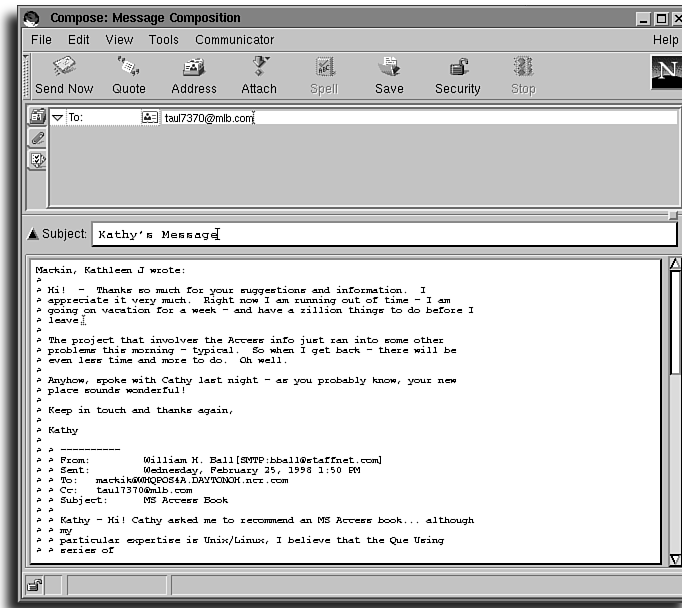 Compose: Message Composition
File Edit View Tools Communicator Help
Send Now Quote Address Attach Spell Save Security Stop
N
To: taul7370@mlb.com
Subject: Kathy's Message
Mackin, Kathleen J wrote:
>
> Hi!  -  Thanks so much for your suggestions and information.  I
> appreciate it very much.  Right now I am running out of time - I am
> going on vacation for a week - and have a zillion things to do before I
> leave.
>
> The project that involves the Access info just ran into some other
> problems this morning - typical.  So when I get back - there will be
> even less time and more to do.  Oh well.
>
> Anyhow, spoke with Cathy last night - as you probably know, your new
> place sounds wonderful!
>
> Keep in touch and thanks again,
>
> Kathy
>
> > ----------
> > From: William H. Ball[SMTP:bball@staffnet.com]
> > Sent: Wednesday, February 25, 1998 1:50 PM
> > To: mackik@WHQPOS4A.DAYTONOH.ncr.com
> > Cc: taul7370@mlb.com
> > Subject: MS Access Book
> >
> > Kathy - Hi! Cathy asked me to recommend an MS Access book... although
> > my
> > particular expertise is Unix/Linux, I believe that the Que Using
> > series of